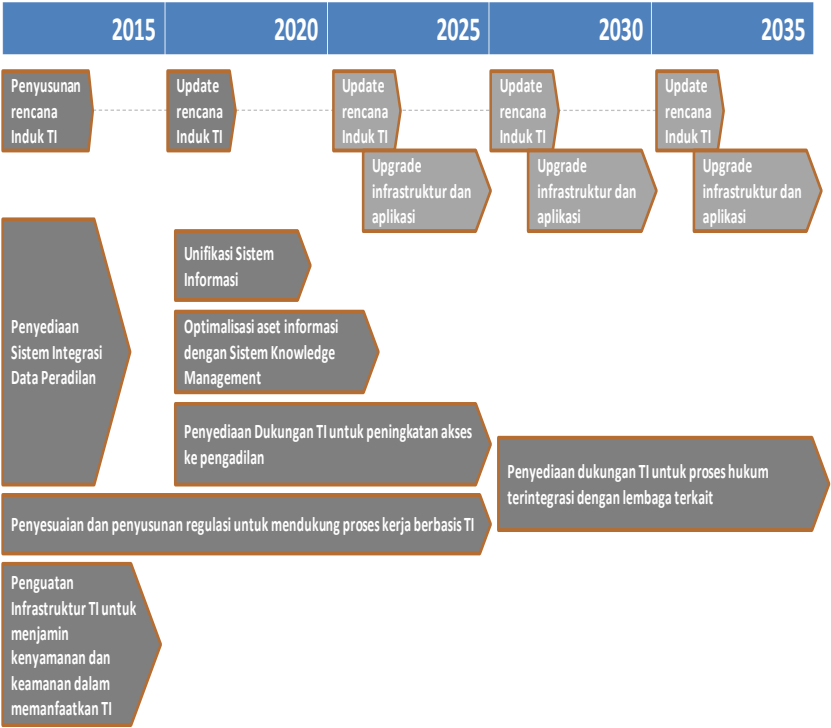 2015
2020
2025
2030
2035
Penyusunan
rencana
Induk TI
Update
rencana
Induk TI
Update
rencana
Induk TI
Update
rencana
Induk TI
Update
rencana
Induk TI
Upgrade
infrastruktur dan
aplikasi
Upgrade
infrastruktur dan
aplikasi
Upgrade
infrastruktur dan
aplikasi
Penyediaan
Sistem Integrasi
Data Peradilan
Unifikasi Sistem
Informasi
Optimalisasi aset informasi
dengan Sistem Knowledge
Management
Penyediaan Dukungan TI untuk peningkatan akses
ke pengadilan
Penyediaan dukungan TI untuk proses hukum
terintegrasi dengan lembaga terkait
Penyesuaian dan penyusunan regulasi untuk mendukung proses kerja berbasis TI
Penguatan
Infrastruktur TI untuk
menjamin
kenyamanan dan
keamanan dalam
memanfaatkan TI